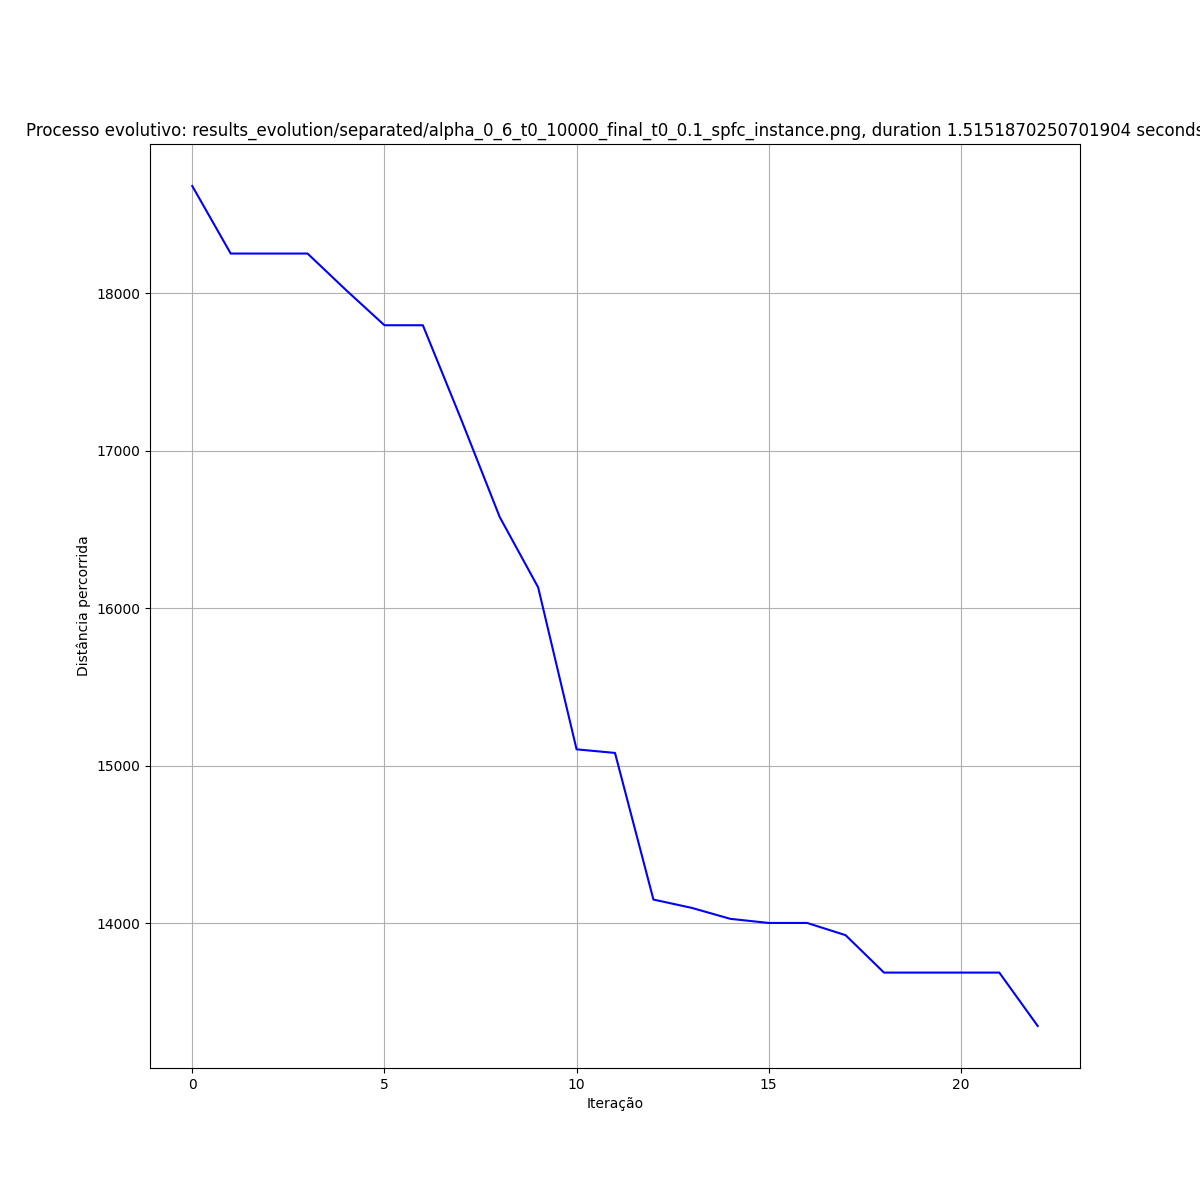 Processo evolutivo: results_evolution/separated/alpha_0_6_t0_10000_final_t0_0.1_spfc_instance.png, duration 1.5151870250701904 seconds
18000
17000
16000
15000
14000
Distância percorrida
0 5 10 15 20
Iteração